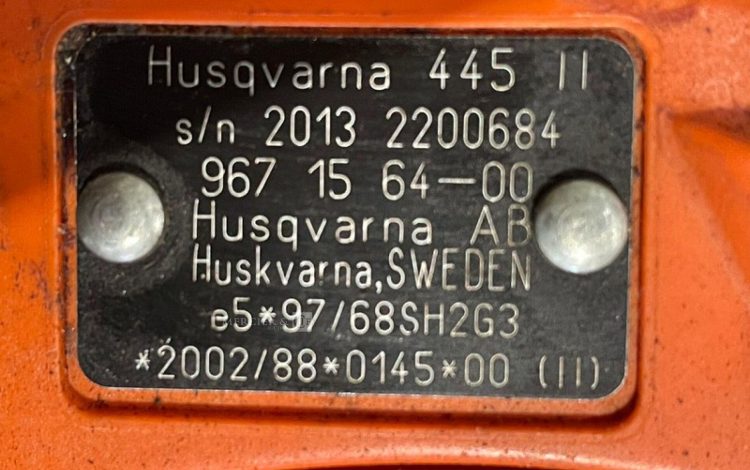 Husqvarna 445 II
s/n 2013 2200684
967 15 64-00
Husqvarna AB
Huskvarna,SWEDEN
e5*97/68SH2G3
*2002/88*0145*00 (II)